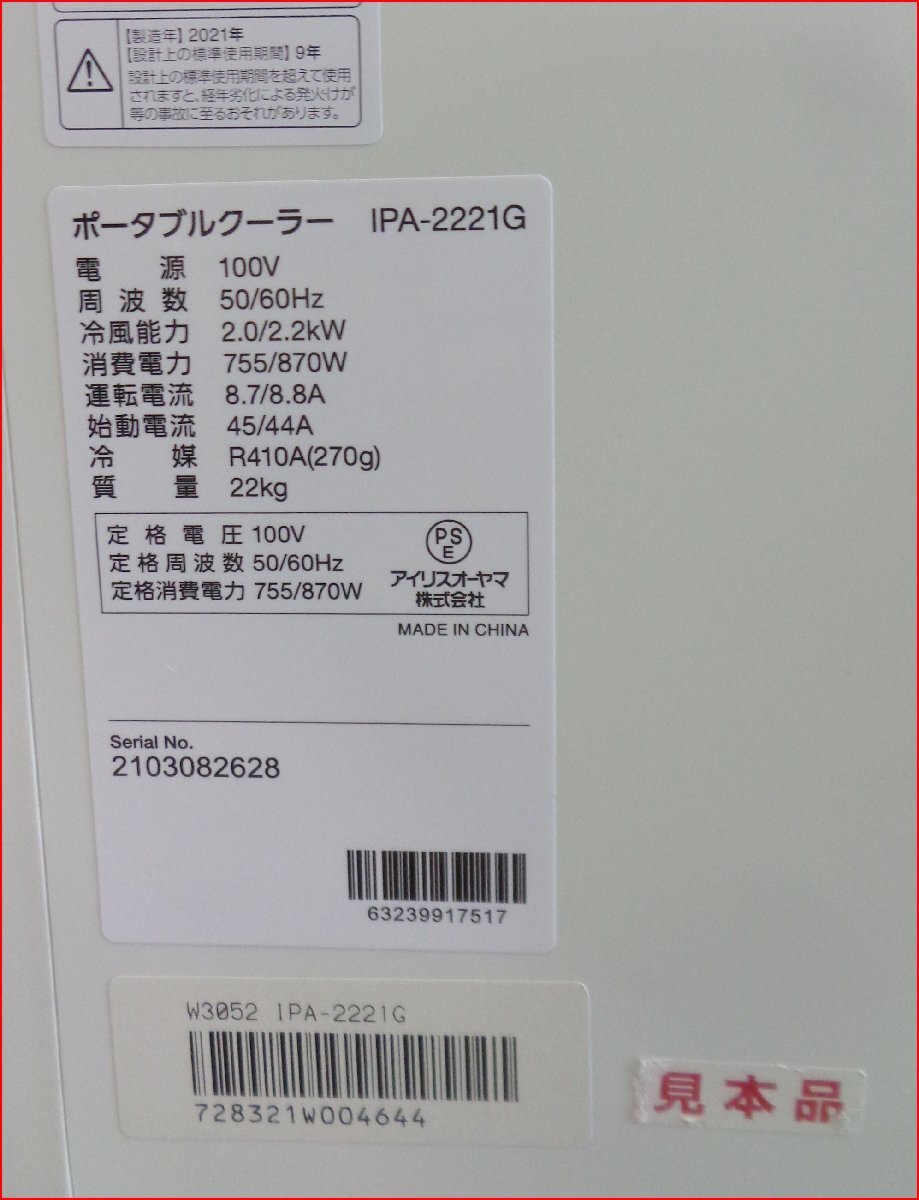 【製造年】2021年
【設計上の標準使用期間】9年
設計上の標準使用期間を超えて使用
されますと、経年劣化による発火けが
等の事故に至るおそれがあります。
ポータブルクーラー IPA-2221G
電源 100V
周波数 50/60Hz
冷風能力 2.0/2.2kW
消費電力 755/870W
運転電流 8.7/8.8A
始動電流 45/44A
冷媒 R410A(270g)
質量 22kg
定格電圧 100V
定格周波数 50/60Hz
定格消費電力 755/870W
PS
E
アイリスオーヤマ
株式会社
MADE IN CHINA
Serial No.
2103082628
63239917517
W3052 IPA-2221G
728321W004644
見本品